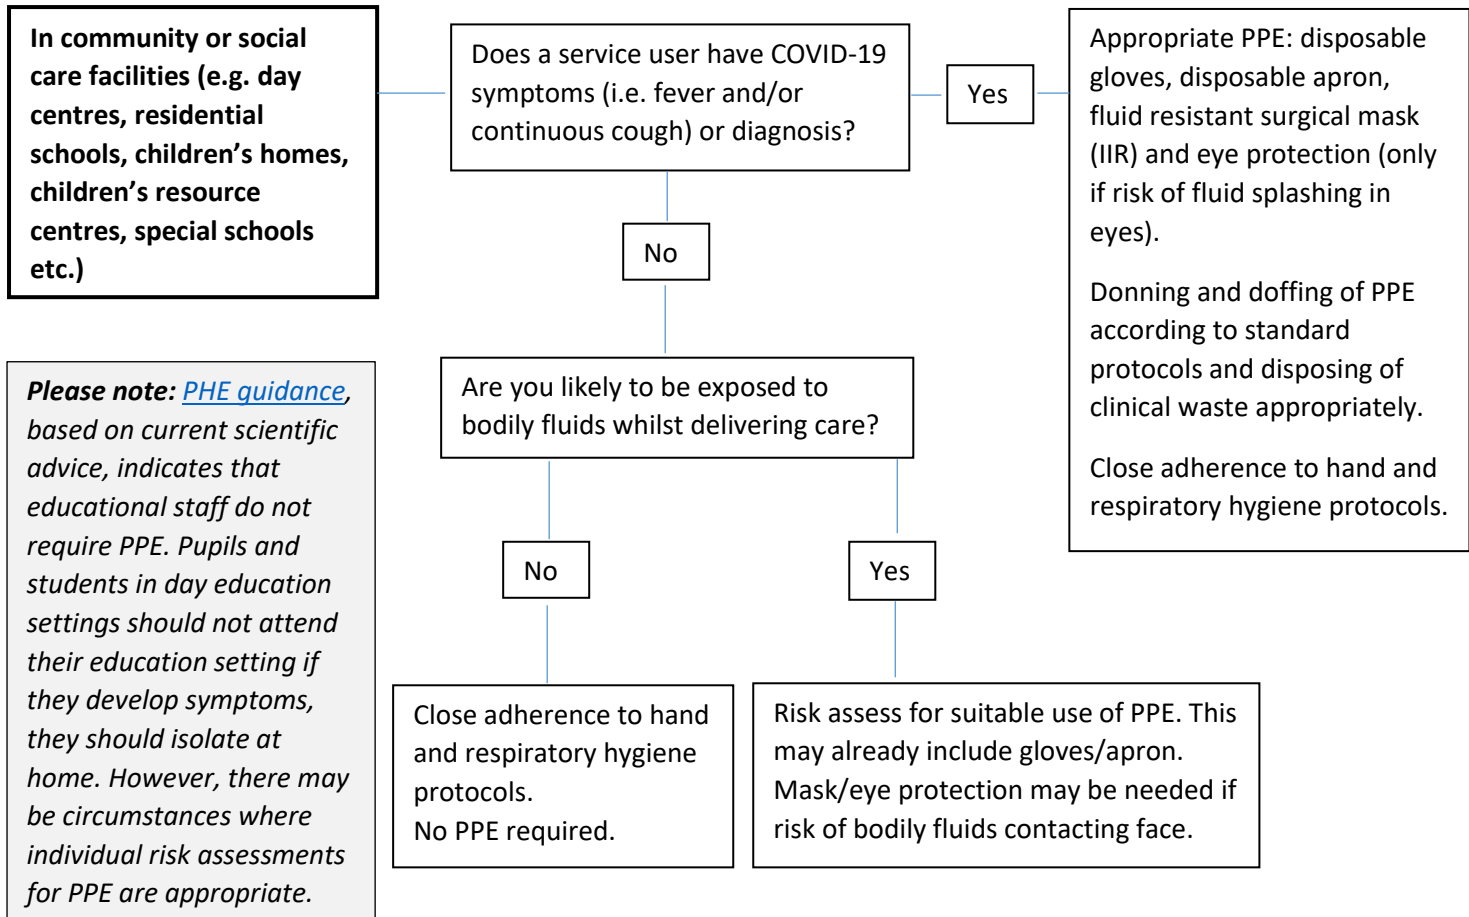 In community or social
care facilities (e.g. day
centres, residential
schools, children’s homes,
children’s resource
centres, special schools
etc.)
Does a service user have COVID-19
symptoms (i.e. fever and/or
continuous cough) or diagnosis?
Yes
Appropriate PPE: disposable
gloves, disposable apron,
fluid resistant surgical mask
(IIR) and eye protection (only
if risk of fluid splashing in
eyes).
Donning and doffing of PPE
according to standard
protocols and disposing of
clinical waste appropriately.
Close adherence to hand and
respiratory hygiene protocols.
No
Please note: PHE guidance,
based on current scientific
advice, indicates that
educational staff do not
require PPE. Pupils and
students in day education
settings should not attend
their education setting if
they develop symptoms,
they should isolate at
home. However, there may
be circumstances where
individual risk assessments
for PPE are appropriate.
Are you likely to be exposed to
bodily fluids whilst delivering care?
No
Yes
Close adherence to hand
and respiratory hygiene
protocols.
No PPE required.
Risk assess for suitable use of PPE. This
may already include gloves/apron.
Mask/eye protection may be needed if
risk of bodily fluids contacting face.